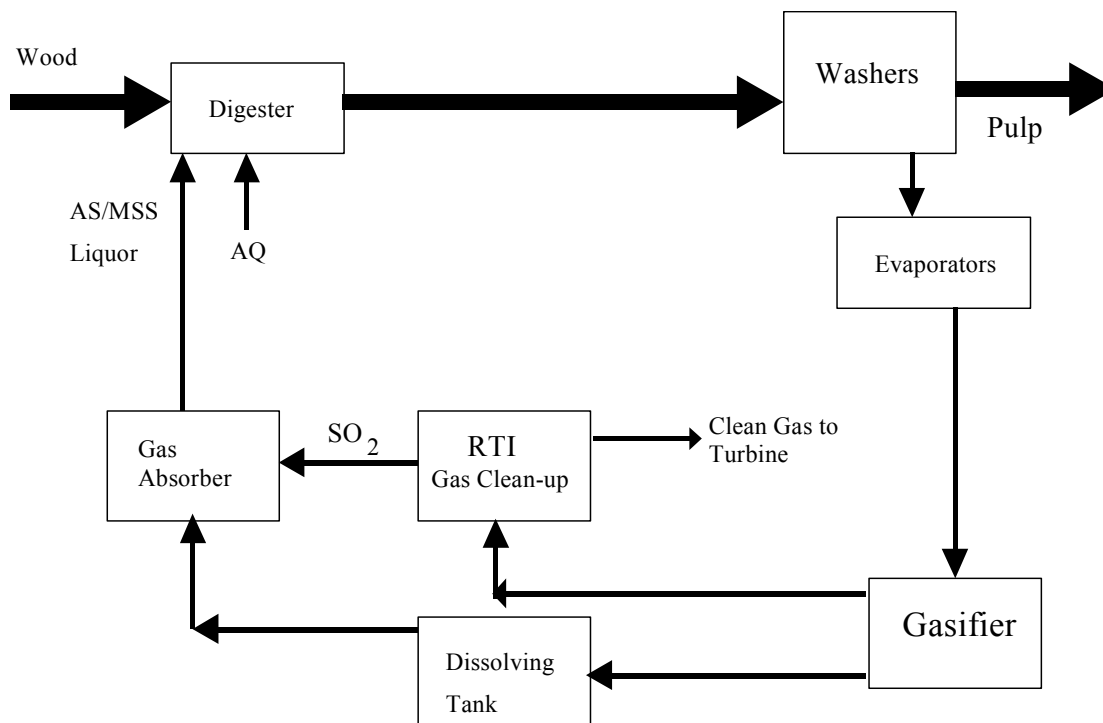 Wood
Digester
Washers
Pulp
AS/MSS
Liquor
AQ
Evaporators
Gas
Absorber
SO2
RTI
Gas Clean-up
Clean Gas to
Turbine
Gasifier
Dissolving
Tank